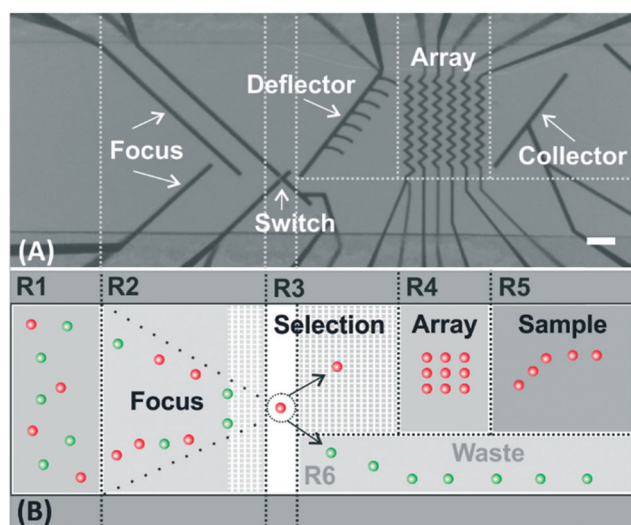 Array
Deflector
Focus
Collector
Switch
(A)
R1 R2 R3 R4 R5
Selection Array Sample
Focus
Waste
R6
(B)